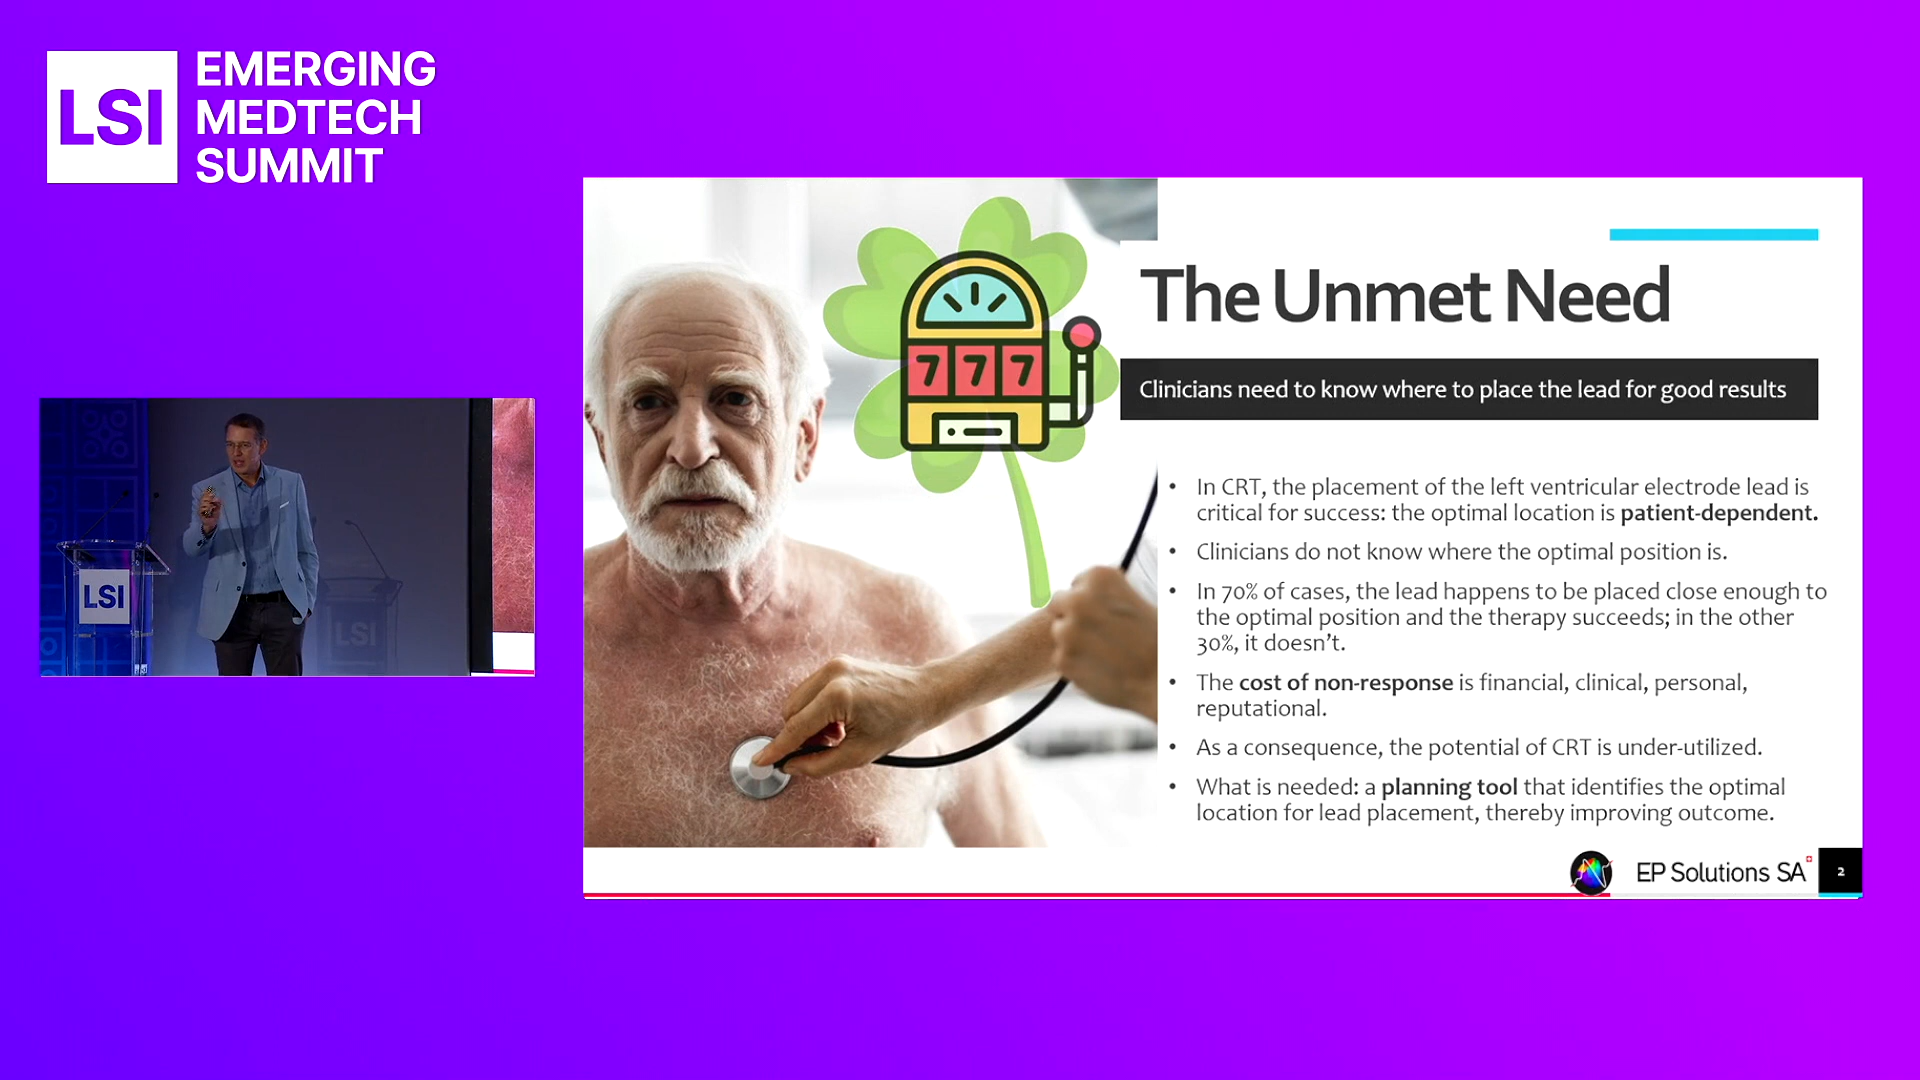 LSI
EMERGING
MEDTECH
SUMMIT
The Unmet Need
Clinicians need to know where to place the lead for good results
• In CRT, the placement of the left ventricular electrode lead is
critical for success: the optimal location is patient-dependent.
• Clinicians do not know where the optimal position is.
• In 70% of cases, the lead happens to be placed close enough to
the optimal position and the therapy succeeds; in the other
30%, it doesn't.
• The cost of non-response is financial, clinical, personal,
reputational.
• As a consequence, the potential of CRT is under-utilized.
• What is needed: a planning tool that identifies the optimal
location for lead placement, thereby improving outcome.
777
EP Solutions SA
2
LSI
LSI